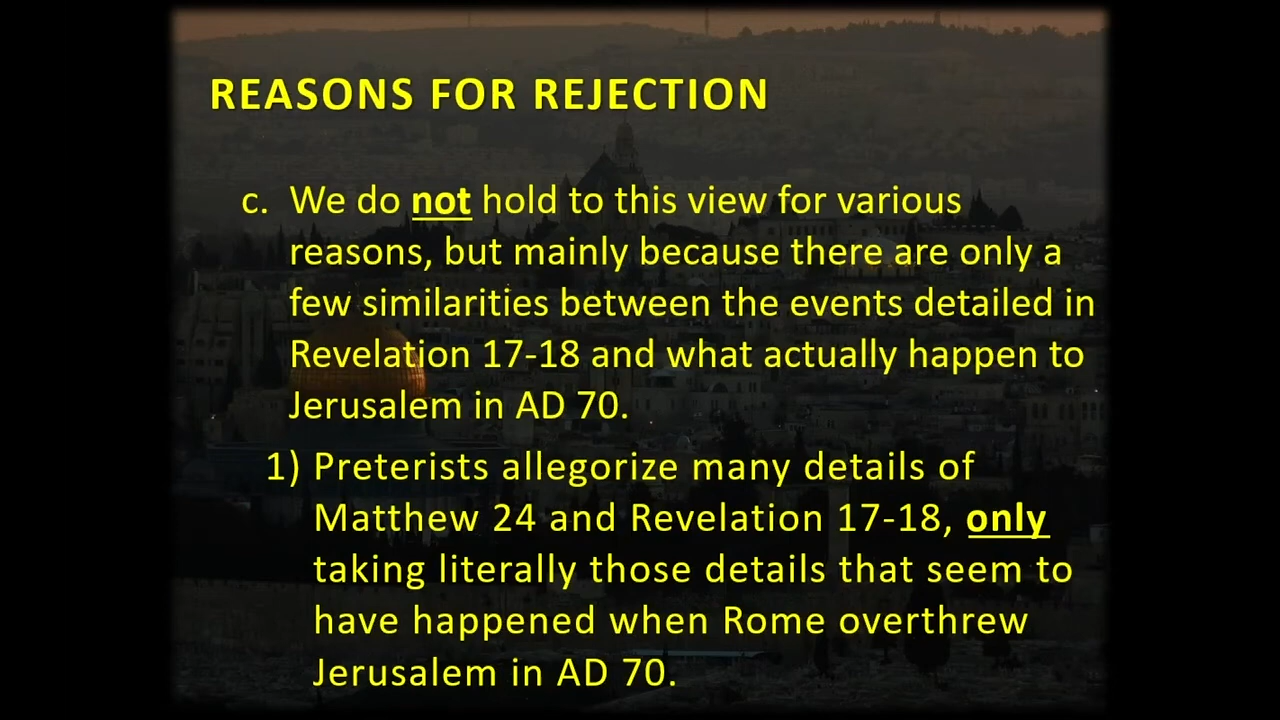 REASONS FOR REJECTION
c. We do not hold to this view for various
reasons, but mainly because there are only a
few similarities between the events detailed in
Revelation 17-18 and what actually happen to
Jerusalem in AD 70.
1) Preterists allegorize many details of
Matthew 24 and Revelation 17-18, only
taking literally those details that seem to
have happened when Rome overthrew
Jerusalem in AD 70.